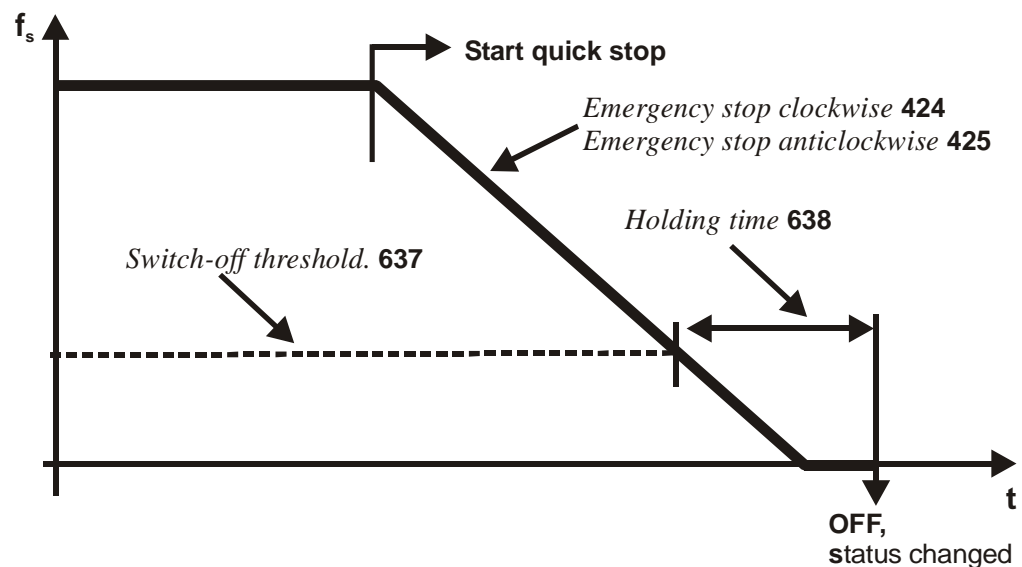 fs
Start quick stop
Emergency stop clockwise 424
Emergency stop anticlockwise 425
Holding time 638
Switch-off threshold. 637
t
OFF,
status changed